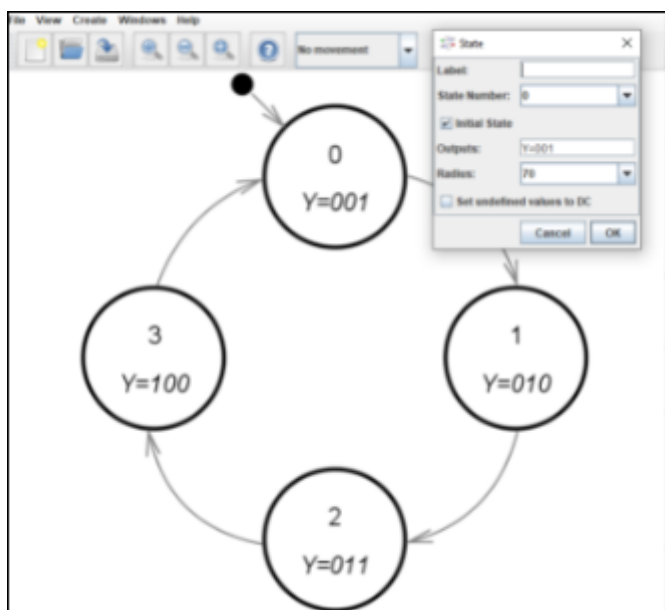 File View Create Windows Help
No movement
State
Label:
State Number: 0
Initial State
Outputs: Y=001
Radius: 70
Set undefined values to DC
Cancel OK
0
Y=001
3
Y=100
1
Y=010
2
Y=011